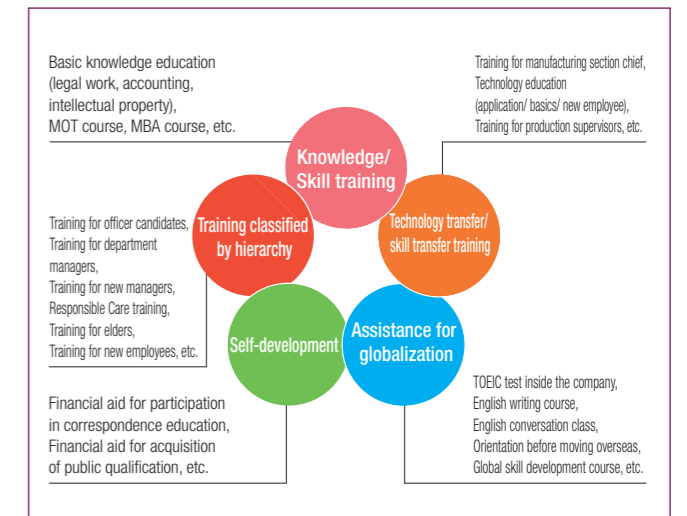 Basic knowledge education
(legal work, accounting,
intellectual property),
MOT course, MBA course, etc.
Training for manufacturing section chief,
Technology education
(application/ basics/ new employee),
Training for production supervisors, etc.
Knowledge/
Skill training
Training classified
by hierarchy
Technology transfer/
skill transfer training
Training for officer candidates,
Training for department
managers,
Training for new managers,
Responsible Care training,
Training for elders,
Training for new employees, etc.
Self-development
Assistance for
globalization
Financial aid for participation
in correspondence education,
Financial aid for acquisition
of public qualification, etc.
TOEIC test inside the company,
English writing course,
English conversation class,
Orientation before moving overseas,
Global skill development course, etc.